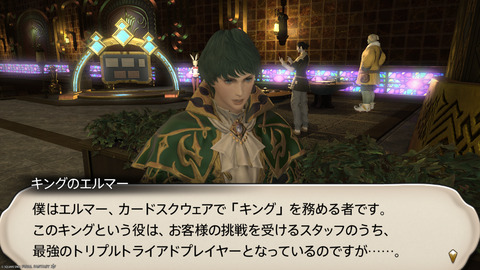 キングのエルマー
僕はエルマー、カードスクウェアで「キング」を務める者です。
このキングという役は、お客様の挑戦を受けるスタッフのうち、
最強のトリプルトライアドプレイヤーとなっているのですが……。